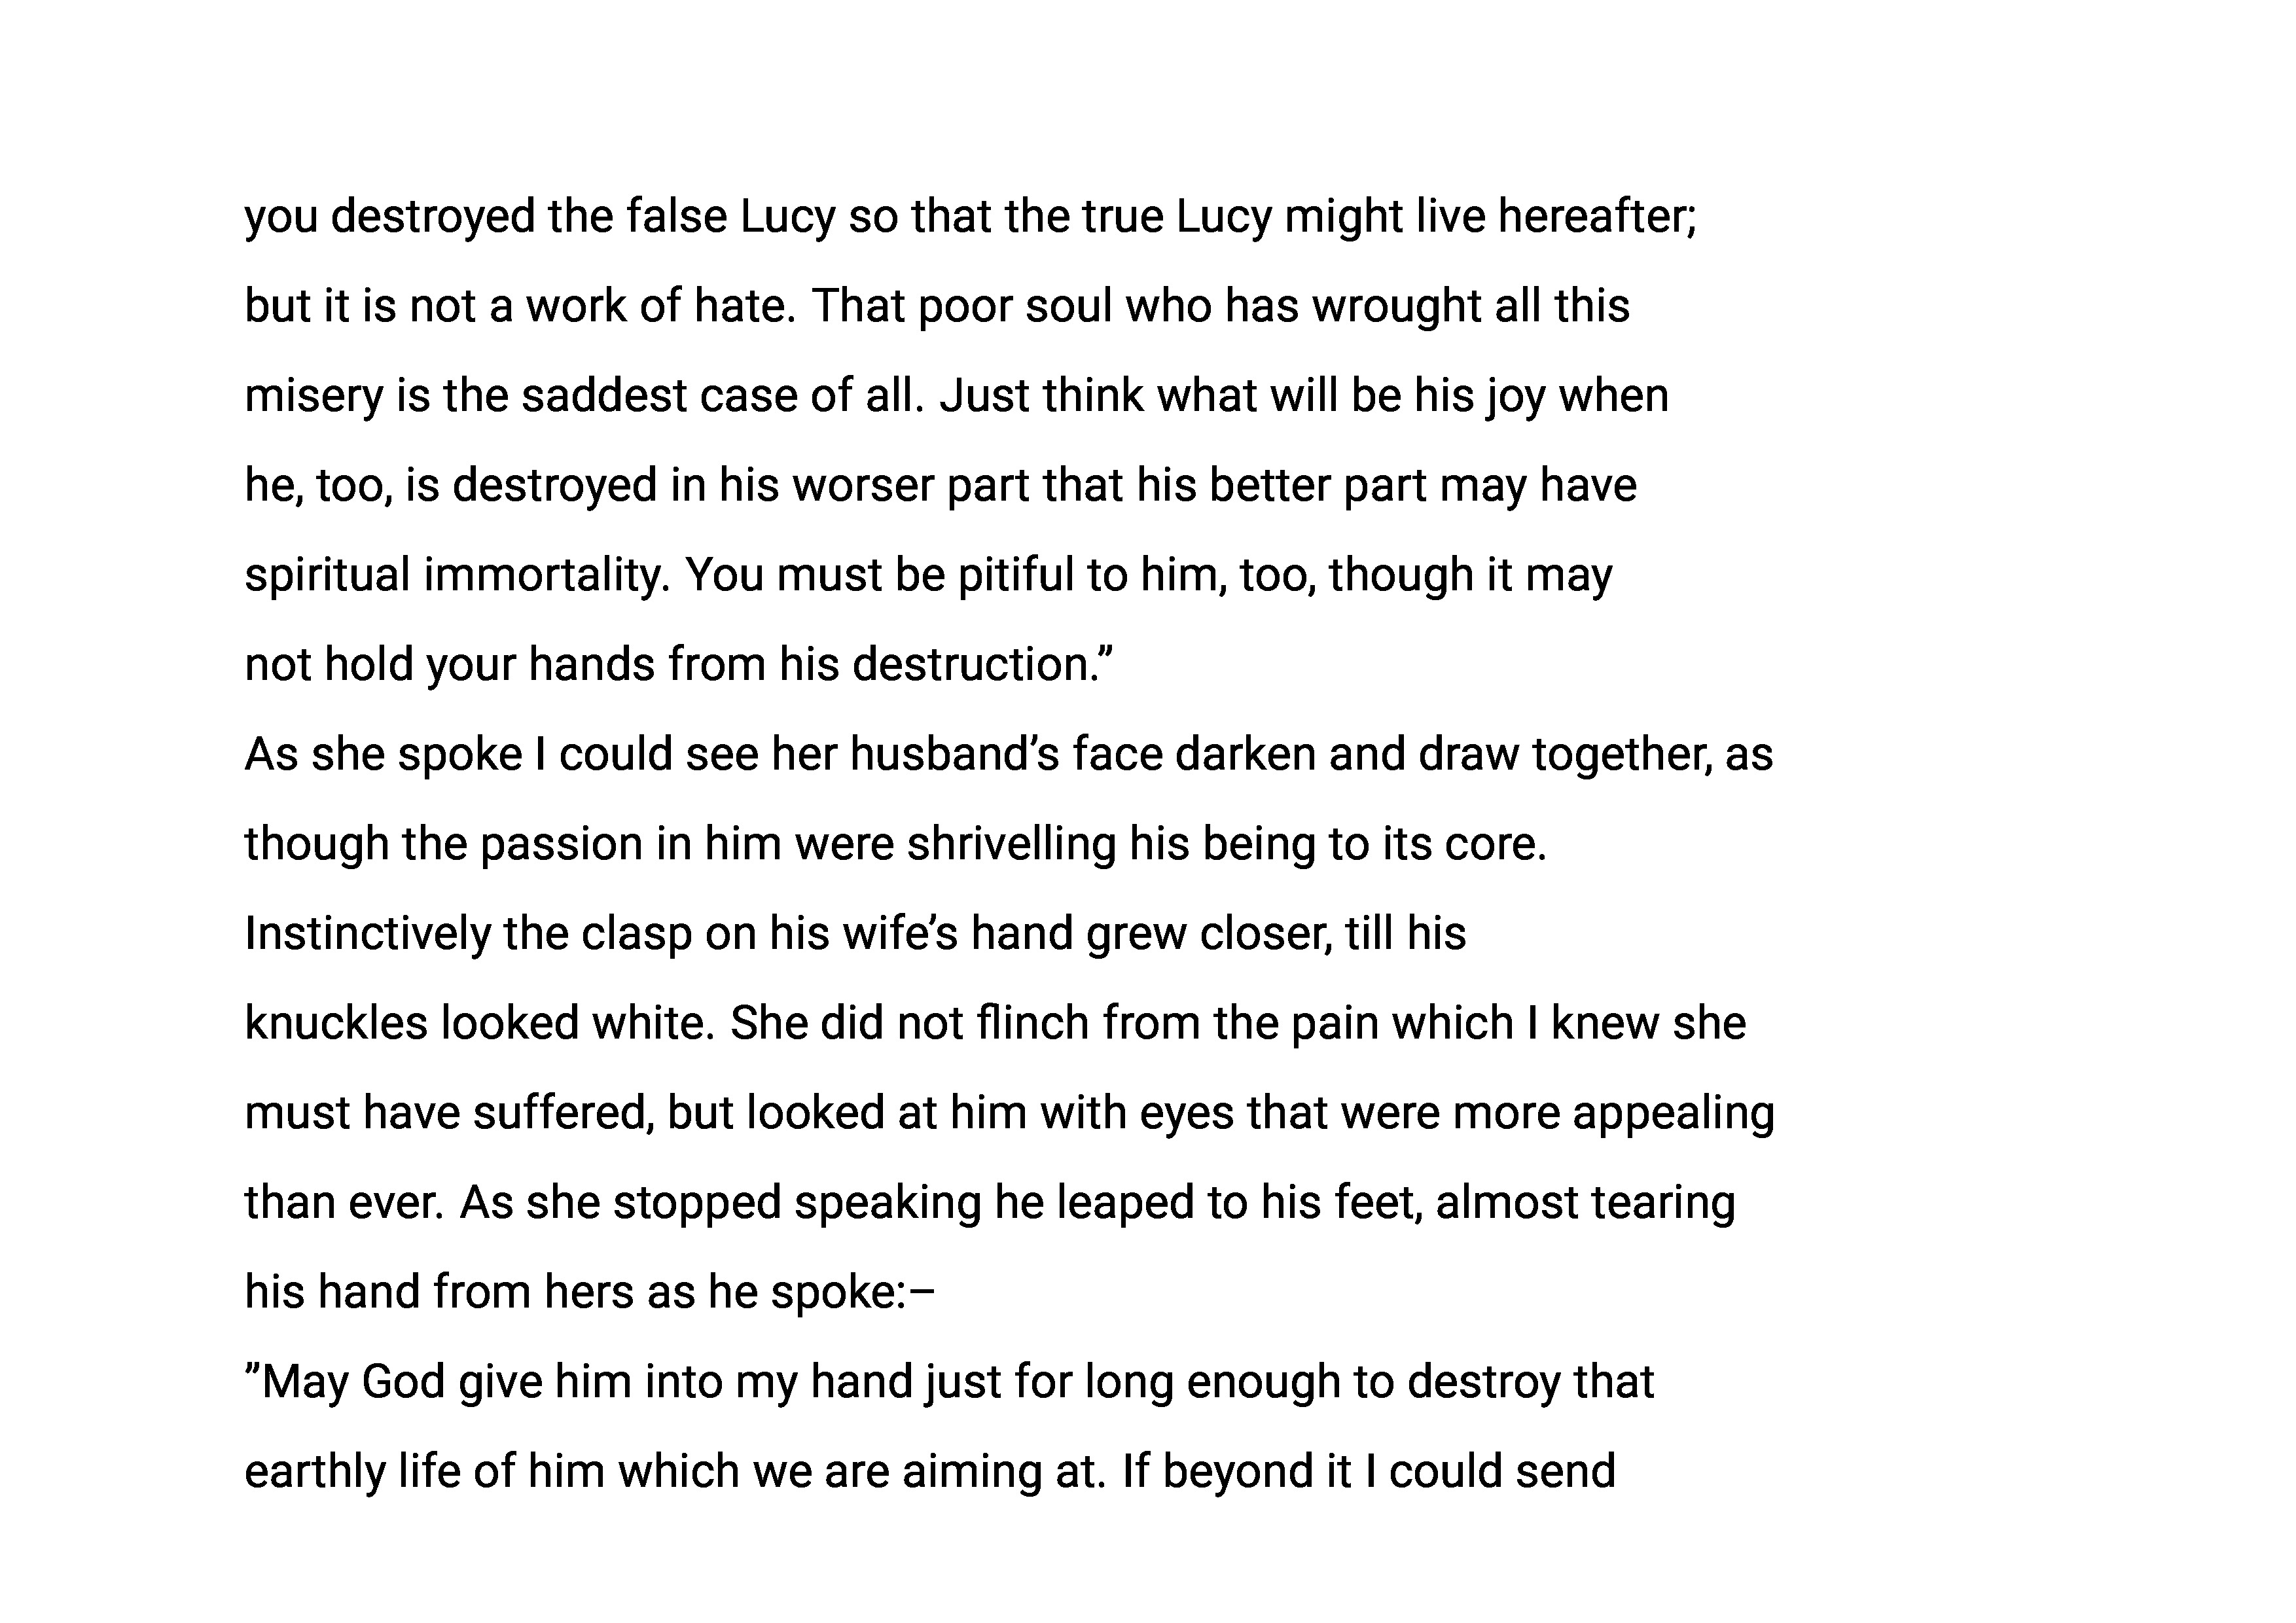 you destroyed the false Lucy so that the true Lucy might live hereafter;
but it is not a work of hate. That poor soul who has wrought all this
misery is the saddest case of all. Just think what will be his joy when
he, too, is destroyed in his worser part that his better part may have
spiritual immortality. You must be pitiful to him, too, though it may
not hold your hands from his destruction.”
As she spoke I could see her husband’s face darken and draw together, as
though the passion in him were shrivelling his being to its core.
Instinctively the clasp on his wife’s hand grew closer, till his
knuckles looked white. She did not flinch from the pain which I knew she
must have suffered, but looked at him with eyes that were more appealing
than ever. As she stopped speaking he leaped to his feet, almost tearing
his hand from hers as he spoke:–
”May God give him into my hand just for long enough to destroy that
earthly life of him which we are aiming at. If beyond it I could send